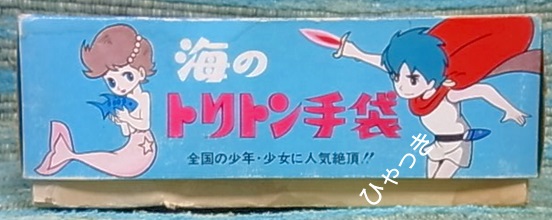 海の
トリトン手袋
全国の少年・少女に人気絶頂!!
ひゃっき